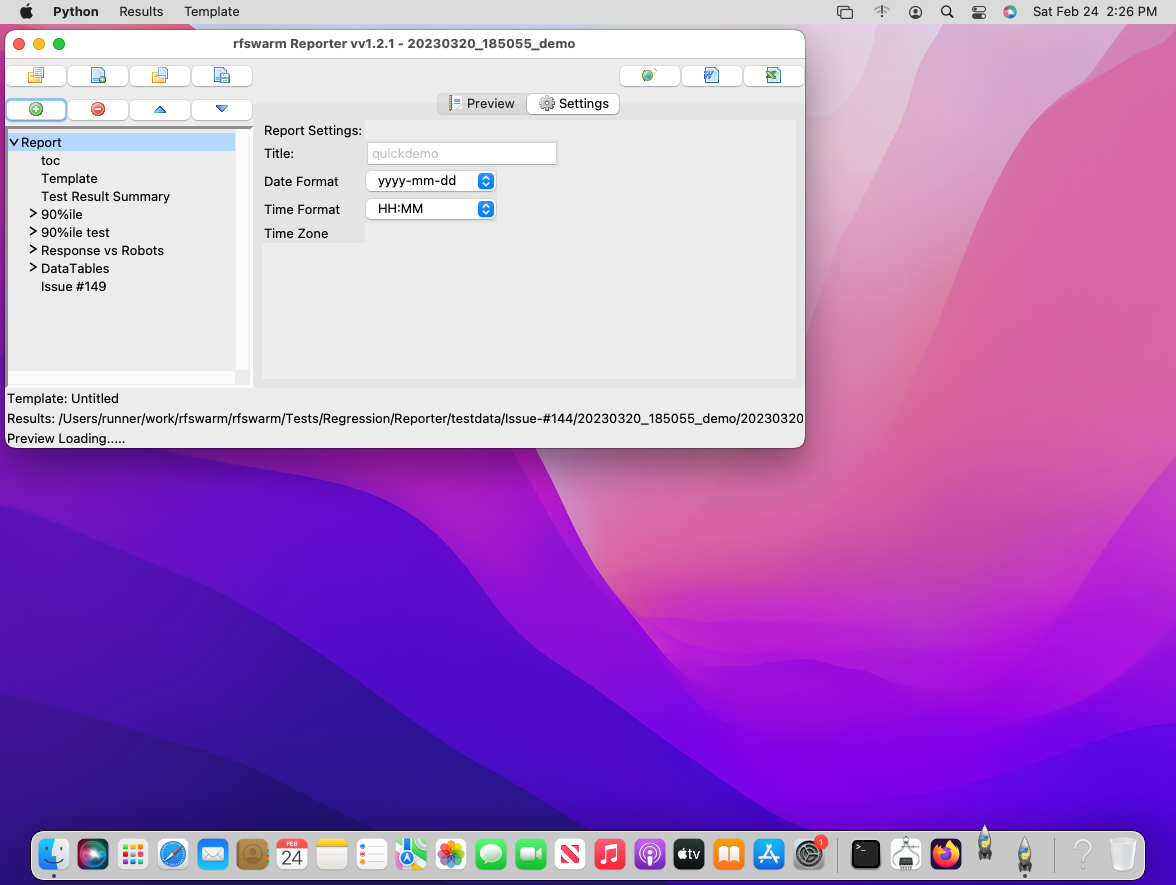 Python Results Template Sat Feb 24 2:26 PM
rfswarm Reporter vv1.2.1 - 20230320_185055_demo
Preview Settings
Report Settings:
Title: quickdemo
Date Format yyyy-mm-dd
Time Format HH:MM
Time Zone
Report
toc
Template
Test Result Summary
90%ile
90%ile test
Response vs Robots
DataTables
Issue #149
Template: Untitled
Results: /Users/runner/work/rfswarm/rfswarm/Tests/Regression/Reporter/testdata/Issue-#144/20230320_185055_demo/20230320
Preview Loading.....
FEB
24
tv
1